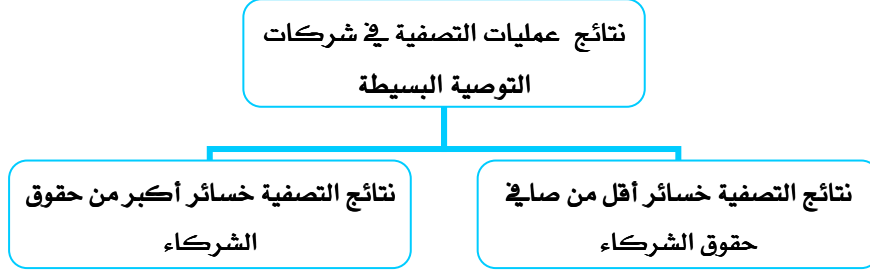 نتائج عمليات التصفية في شركات
التوصية البسيطة
نتائج التصفية خسائر أقل من صافي
حقوق الشركاء
نتائج التصفية خسائر أكبر من حقوق
الشركاء